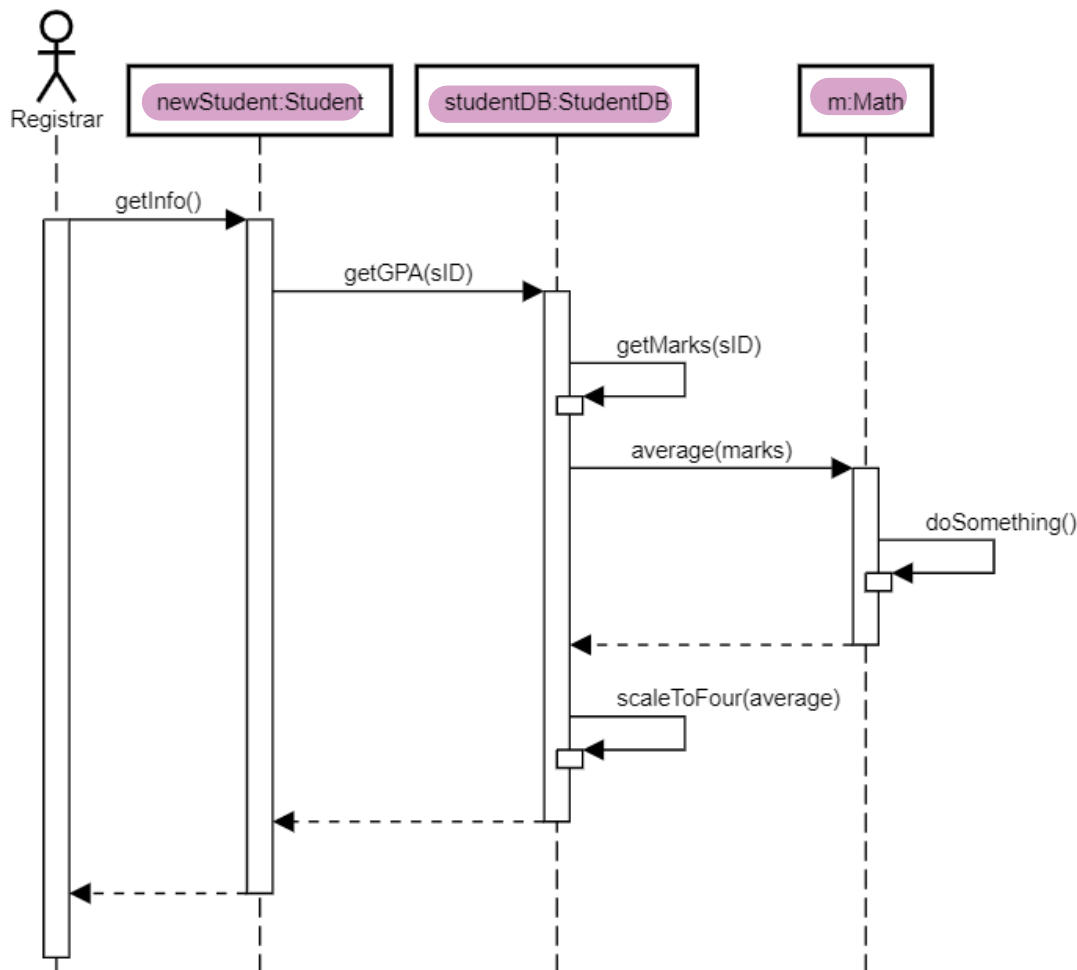 Registrar
newStudent:Student
studentDB:StudentDB
m:Math
getInfo()
getGPA(sID)
getMarks(sID)
average(marks)
doSomething()
scaleToFour(average)